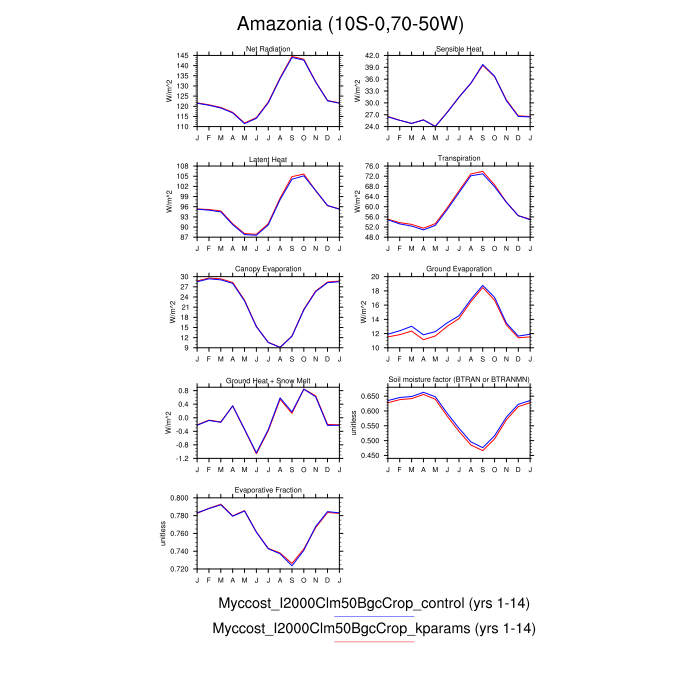 Amazonia (10S-0,70-50W)
Net Radiation
W/m^2
145
140
135
130
125
120
115
110
J F M A M J J A S O N D J
Sensible Heat
W/m^2
42.0
39.0
36.0
33.0
30.0
27.0
24.0
J F M A M J J A S O N D J
Latent Heat
W/m^2
108
105
102
99
96
93
90
87
J F M A M J J A S O N D J
Transpiration
W/m^2
76.0
72.0
68.0
64.0
60.0
56.0
52.0
48.0
J F M A M J J A S O N D J
Canopy Evaporation
W/m^2
30
27
24
21
18
15
12
9
J F M A M J J A S O N D J
Ground Evaporation
W/m^2
20
18
16
14
12
10
J F M A M J J A S O N D J
Ground Heat + Snow Melt
W/m^2
0.8
0.4
0.0
-0.4
-0.8
-1.2
J F M A M J J A S O N D J
Soil moisture factor (BTRAN or BTRANMN)
unitless
0.650
0.600
0.550
0.500
0.450
J F M A M J J A S O N D J
Evaporative Fraction
unitless
0.800
0.780
0.760
0.740
0.720
J F M A M J J A S O N D J
Myccost_I2000Clm50BgcCrop_control (yrs 1-14)
Myccost_I2000Clm50BgcCrop_kparams (yrs 1-14)